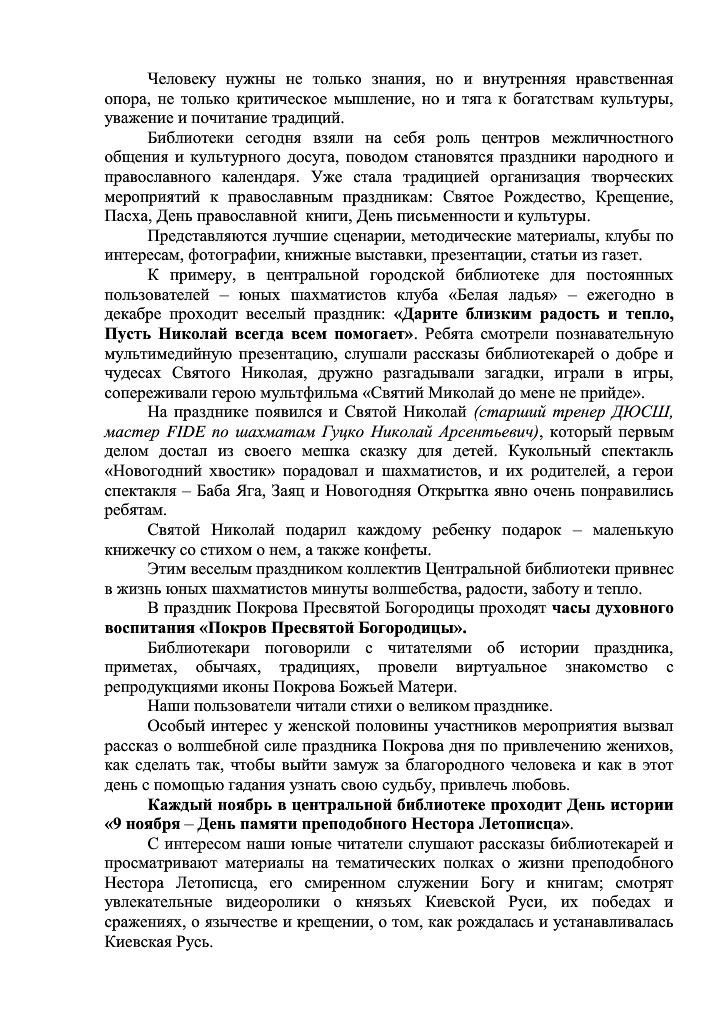 Человеку нужны не только знания, но и внутренняя нравственная
опора, не только критическое мышление, но и тяга к богатствам культуры,
уважение и почитание традиций.
Библиотеки сегодня взяли на себя роль центров межличностного
общения и культурного досуга, поводом становятся праздники народного и
православного календаря. Уже стала традицией организация творческих
мероприятий к православным праздникам: Святое Рождество, Крещение,
Пасха, День православной книги, День письменности и культуры.
Представляются лучшие сценарии, методические материалы, клубы по
интересам, фотографии, книжные выставки, презентации, статьи из газет.
К примеру, в центральной городской библиотеке для постоянных
пользователей – юных шахматистов клуба «Белая ладья» – ежегодно в
декабре проходит веселый праздник: «Дарите близким радость и тепло,
Пусть Николай всегда всем помогает». Ребята смотрели познавательную
мультимедийную презентацию, слушали рассказы библиотекарей о добре и
чудесах Святого Николая, дружно разгадывали загадки, играли в игры,
сопереживали герою мультфильма «Святий Миколай до мене не прийде».
На празднике появился и Святой Николай (старший тренер ДЮСШ,
мастер FIDE по шахматам Гуцко Николай Арсентьевич), который первым
делом достал из своего мешка сказку для детей. Кукольный спектакль
«Новогодний хвостик» порадовал и шахматистов, и их родителей, а герои
спектакля – Баба Яга, Заяц и Новогодняя Открытка явно очень понравились
ребятам.
Святой Николай подарил каждому ребенку подарок – маленькую
книжечку со стихом о нем, а также конфеты.
Этим веселым праздником коллектив Центральной библиотеки привнес
в жизнь юных шахматистов минуты волшебства, радости, заботу и тепло.
В праздник Покрова Пресвятой Богородицы проходят часы духовного
воспитания «Покров Пресвятой Богородицы».
Библиотекари поговорили с читателями об истории праздника,
приметах, обычаях, традициях, провели виртуальное знакомство с
репродукциями иконы Покрова Божьей Матери.
Наши пользователи читали стихи о великом празднике.
Особый интерес у женской половины участников мероприятия вызвал
рассказ о волшебной силе праздника Покрова дня по привлечению женихов,
как сделать так, чтобы выйти замуж за благородного человека и как в этот
день с помощью гадания узнать свою судьбу, привлечь любовь.
Каждый ноябрь в центральной библиотеке проходит День истории
«9 ноября – День памяти преподобного Нестора Летописца».
С интересом наши юные читатели слушают рассказы библиотекарей и
просматривают материалы на тематических полках о жизни преподобного
Нестора Летописца, его смиренном служении Богу и книгам; смотрят
увлекательные видеоролики о князьях Киевской Руси, их победах и
сражениях, о язычестве и крещении, о том, как рождалась и устанавливалась
Киевская Русь.